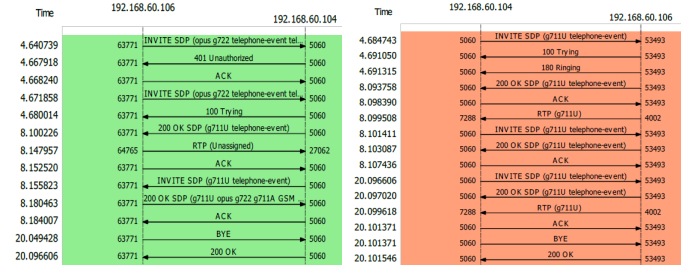 Time 192.168.60.106 192.168.60.104
4.640739 63771 INVITE SDP (opus g722 telephone-event tel... 5060
4.667918 63771 401 Unauthorized 5060
4.668240 63771 ACK 5060
4.671858 63771 INVITE SDP (opus g722 telephone-event tel... 5060
4.680014 63771 100 Trying 5060
8.100226 63771 200 OK SDP (g711U telephone-event) 5060
8.147957 64765 RTP (Unassigned) 27062
8.152520 63771 ACK 5060
8.155823 63771 INVITE SDP (g711U telephone-event) 5060
8.180463 63771 200 OK SDP (g711U opus g722 g711A GSM ... 5060
8.184007 63771 ACK 5060
20.049428 63771 BYE 5060
20.096606 63771 200 OK 5060
Time 192.168.60.104 192.168.60.106
4.684743 5060 INVITE SDP (g711U telephone-event) 53493
4.691050 5060 100 Trying 53493
4.691315 5060 180 Ringing 53493
8.093758 5060 200 OK SDP (g711U telephone-event) 53493
8.098390 5060 ACK 53493
8.099508 7288 RTP (g711U) 4002
8.101411 5060 INVITE SDP (g711U telephone-event) 53493
8.103087 5060 200 OK SDP (g711U telephone-event) 53493
8.107436 5060 ACK 53493
20.096606 5060 INVITE SDP (g711U telephone-event) 53493
20.097020 5060 200 OK SDP (g711U telephone-event) 53493
20.099618 7288 RTP (g711U) 4002
20.101371 5060 ACK 53493
20.101371 5060 BYE 53493
20.101546 5060 200 OK 53493